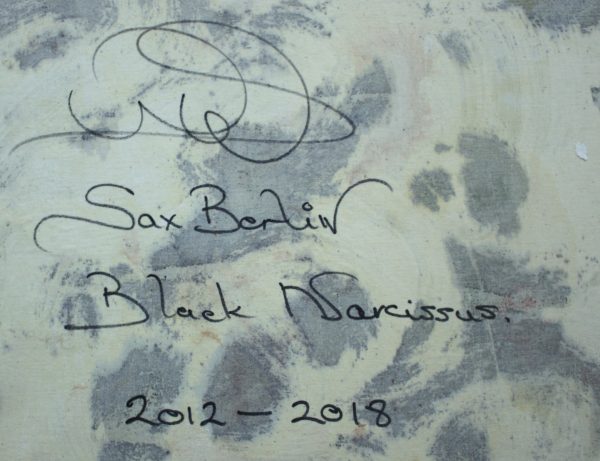 Sax Berlin
Black Narcissus.
2012 - 2018